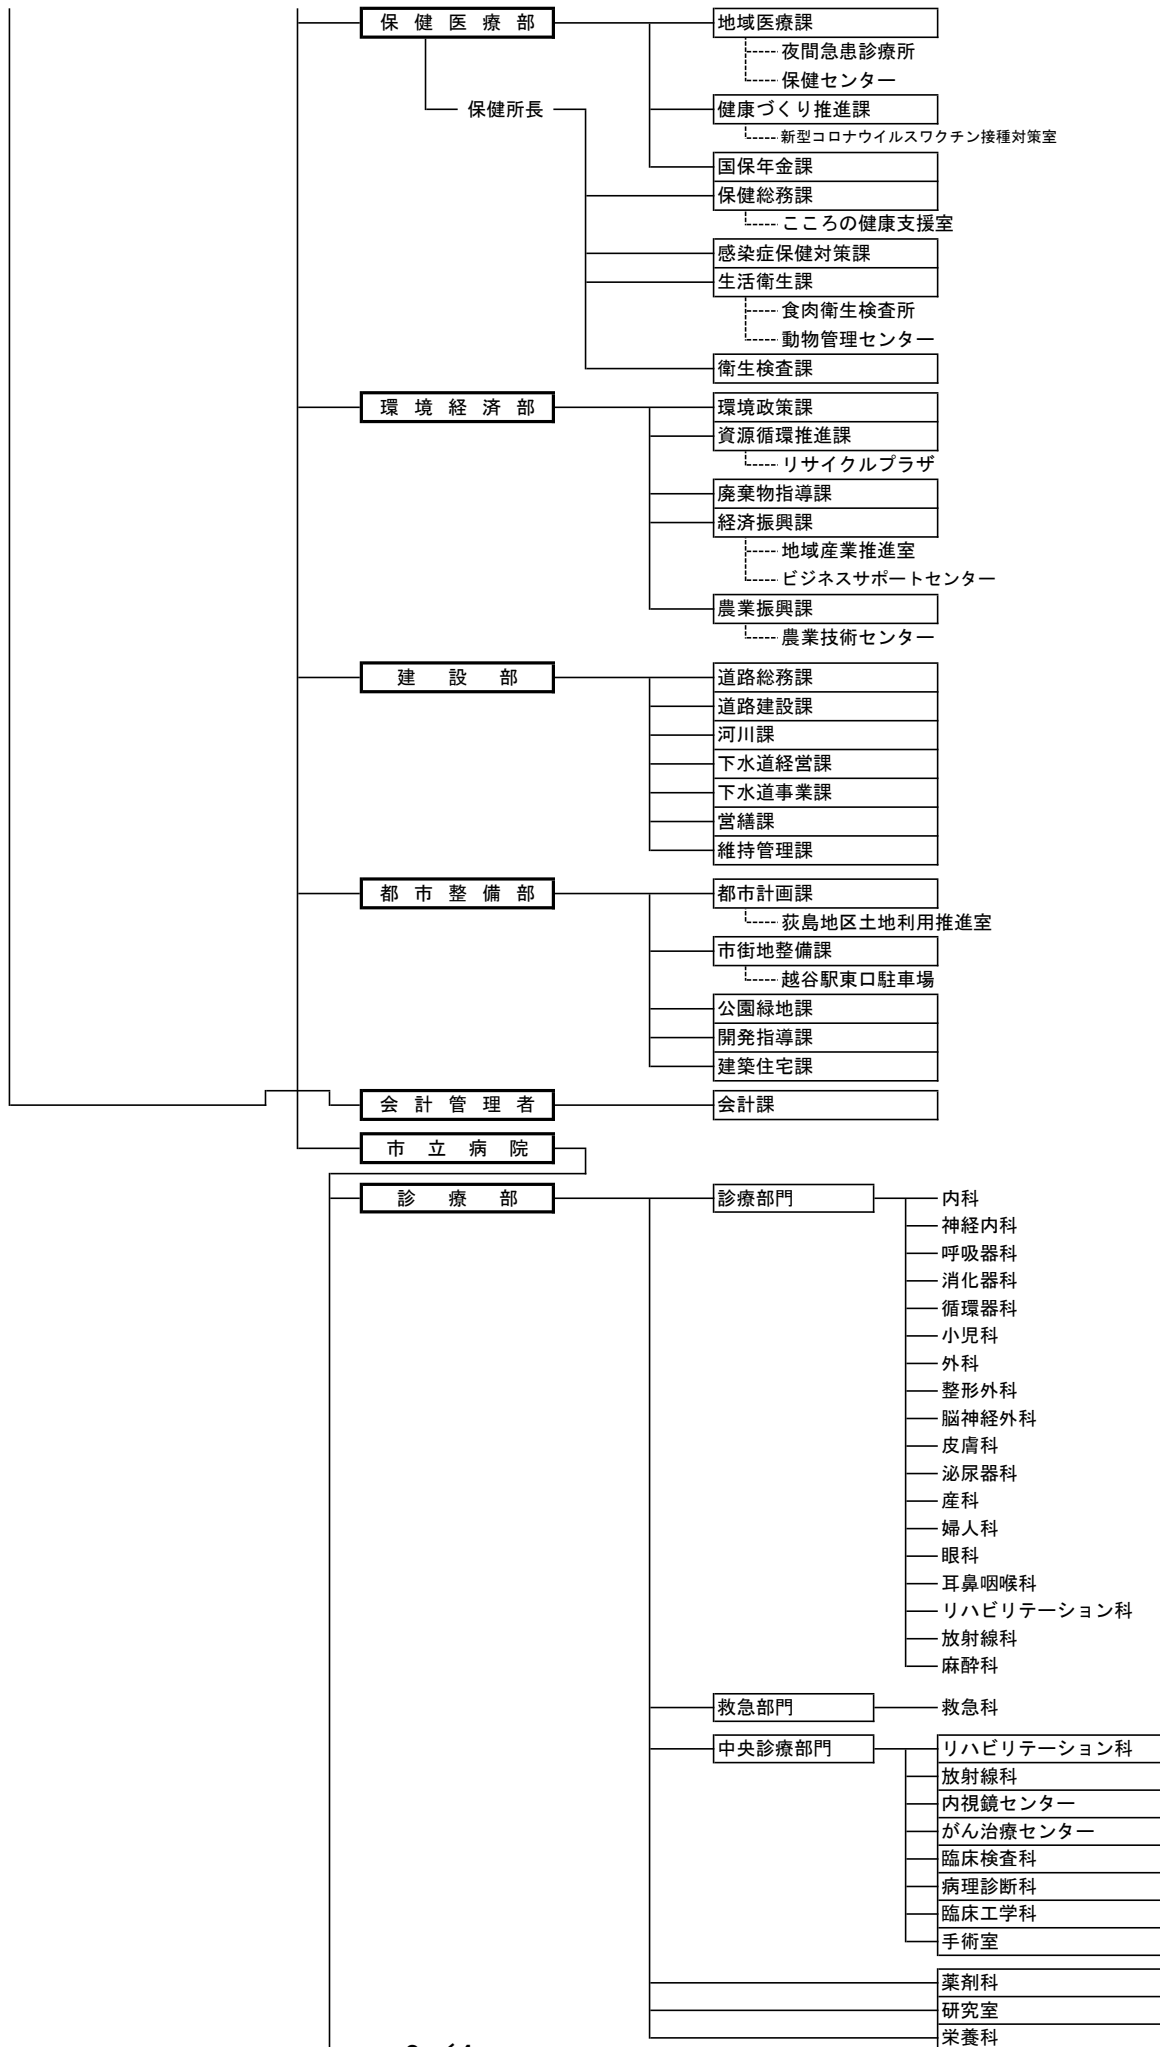 保健医療部
地域医療課
夜間急患診療所
保健センター
保健所長
健康づくり推進課
新型コロナウイルスワクチン接種対策室
国保年金課
保健総務課
こころの健康支援室
感染症保健対策課
生活衛生課
食肉衛生検査所
動物管理センター
衛生検査課
環境経済部
環境政策課
資源循環推進課
リサイクルプラザ
廃棄物指導課
経済振興課
地域産業推進室
ビジネスサポートセンター
農業振興課
農業技術センター
建設部
道路総務課
道路建設課
河川課
下水道経営課
下水道事業課
営繕課
維持管理課
都市整備部
都市計画課
荻島地区土地利用推進室
市街地整備課
越谷駅東口駐車場
公園緑地課
開発指導課
建築住宅課
会計管理者
会計課
市立病院
診療部
診療部門
内科
神経内科
呼吸器科
消化器科
循環器科
小児科
外科
整形外科
脳神経外科
皮膚科
泌尿器科
産科
婦人科
眼科
耳鼻咽喉科
リハビリテーション科
放射線科
麻酔科
救急部門
救急科
中央診療部門
リハビリテーション科
放射線科
内視鏡センター
がん治療センター
臨床検査科
病理診断科
臨床工学科
手術室
薬剤科
研究室
栄養科